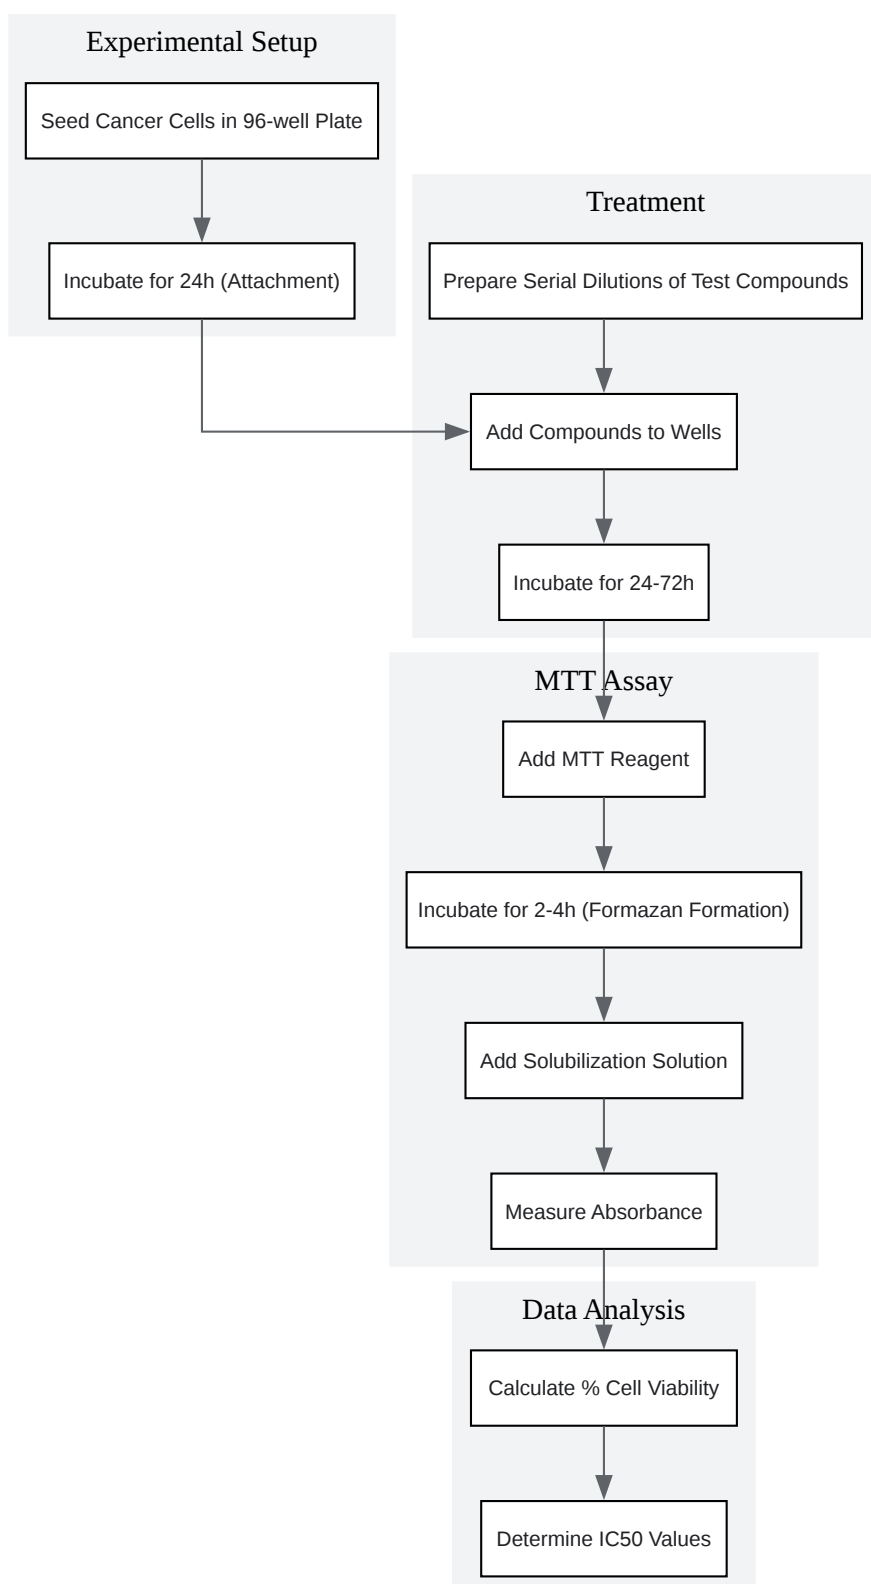 Experimental Setup
Seed Cancer Cells in 96-well Plate
Incubate for 24h (Attachment)
Treatment
Prepare Serial Dilutions of Test Compounds
Add Compounds to Wells
Incubate for 24-72h
MTT Assay
Add MTT Reagent
Incubate for 2-4h (Formazan Formation)
Add Solubilization Solution
Measure Absorbance
Data Analysis
Calculate % Cell Viability
Determine IC50 Values